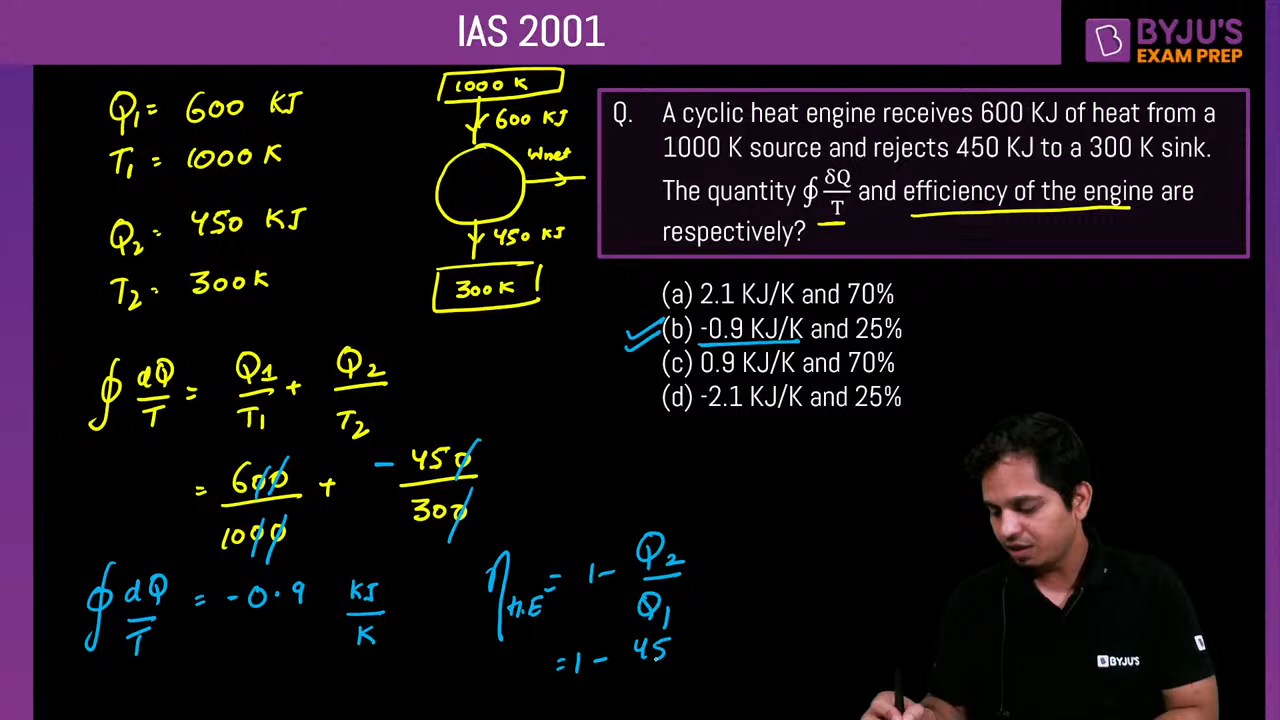 IAS 2001
BYJU'S
EXAM PREP
Q₁= 600 KJ
T₁= 1000 K
Q₂= 450 KJ
T₂= 300 K
1000 K
600 KJ
Wnet
450 KJ
300 K
Q. A cyclic heat engine receives 600 KJ of heat from a
1000 K source and rejects 450 KJ to a 300 K sink.
The quantity ∮ δQ/T and efficiency of the engine are
respectively?
(a) 2.1 KJ/K and 70%
(b) -0.9 KJ/K and 25%
(c) 0.9 KJ/K and 70%
(d) -2.1 KJ/K and 25%
∮ dQ/T = Q₁/T₁ + Q₂/T₂
= 600/1000 + -450/300
∮ dQ/T = -0.9 KJ/K
η H.E = 1 - Q₂/Q₁
= 1 - 45
BYJU'S